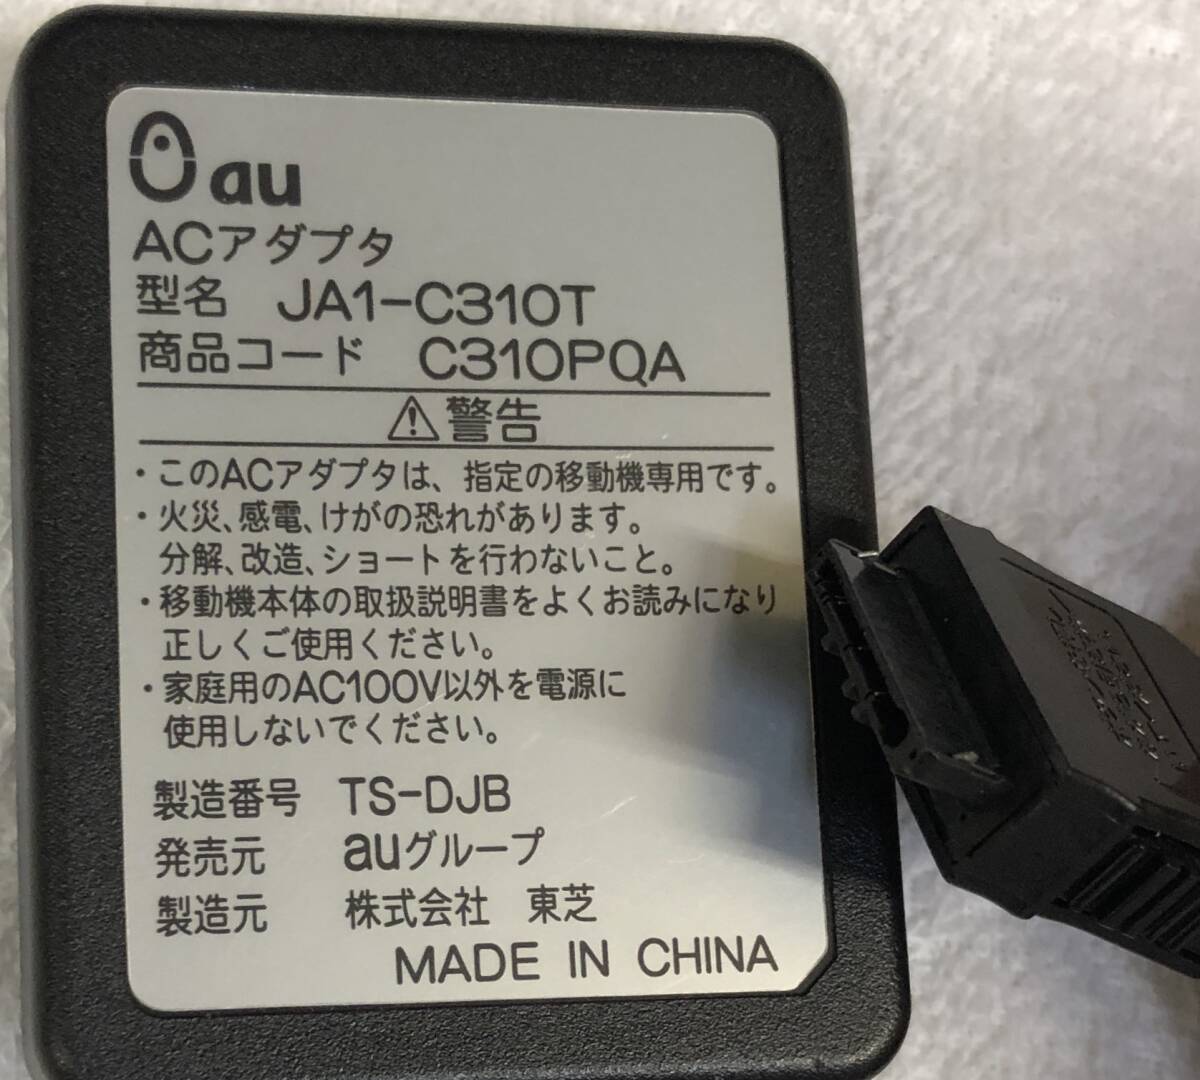 au
ACアダプタ
型名 JA1-C310T
商品コード C310PQA
⚠警告
・このACアダプタは、指定の移動機専用です。
・火災、感電、けがの恐れがあります。
分解、改造、ショートを行わないこと。
・移動機本体の取扱説明書をよくお読みになり
正しくご使用ください。
・家庭用のAC100V以外を電源に
使用しないでください。
製造番号 TS-DJB
発売元 auグループ
製造元 株式会社 東芝
MADE IN CHINA